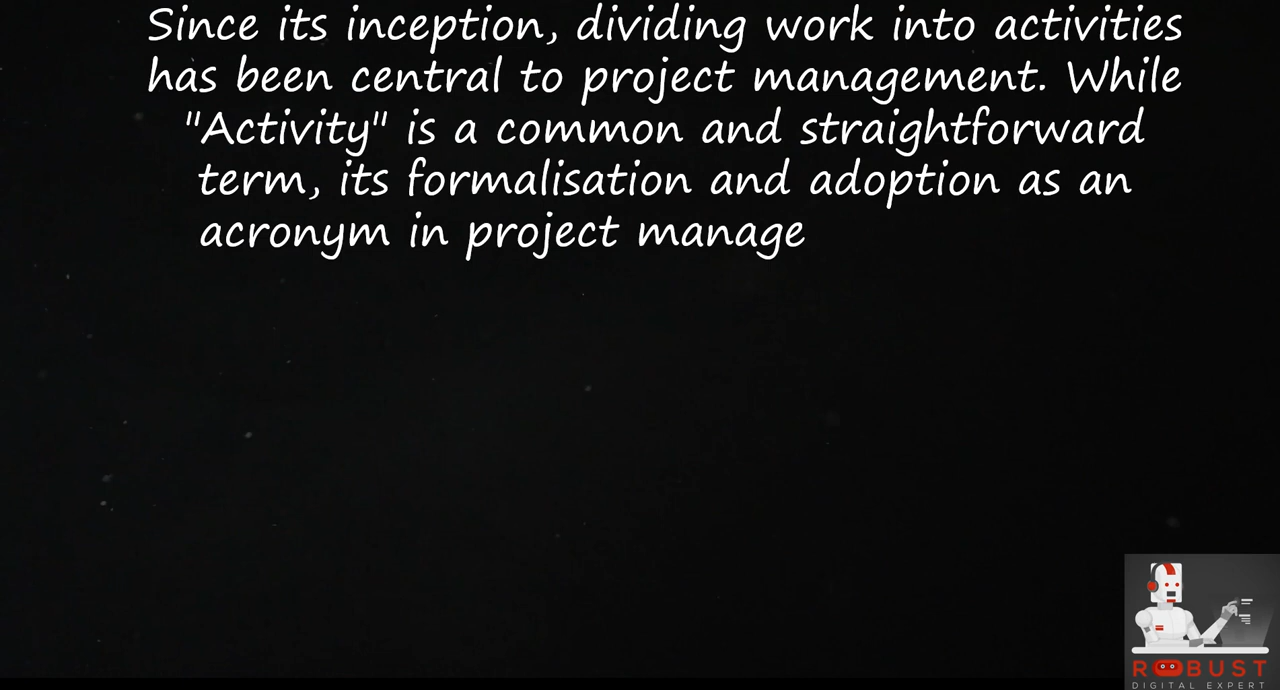 Since its inception, dividing work into activities
has been central to project management. While
"Activity" is a common and straightforward
term, its formalisation and adoption as an
acronym in project manage
ROBUST
DIGITAL EXPERT